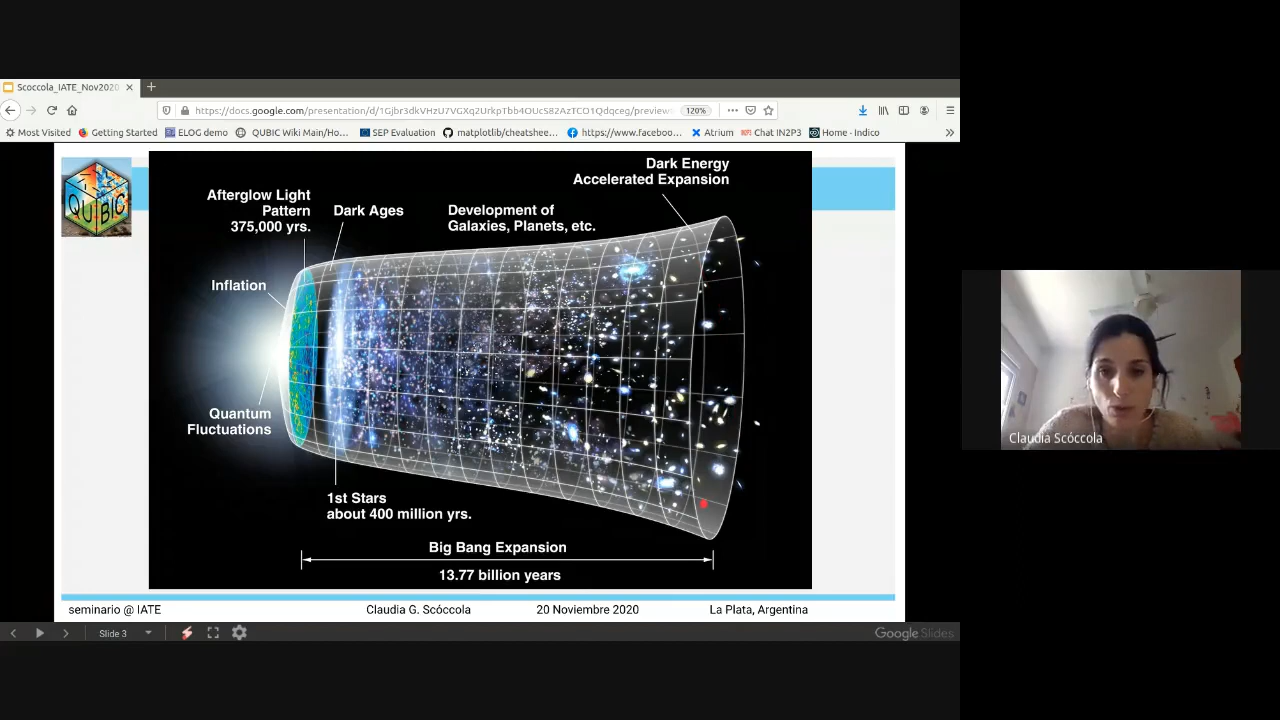 Scoccola_IATE_Nov2020
https://docs.google.com/presentation/d/1Gjbr3dkVHzU7VGXq2UrkpTbb4OUcS82AzTCO1Qdqceg/preview
120%
Most Visited
Getting Started
ELOG demo
QUBIC Wiki Main/Ho...
SEP Evaluation
matplotlib/cheatshee...
https://www.faceboo...
Atrium
Chat IN2P3
Home · Indico
QUBIC
Dark Energy
Accelerated Expansion
Afterglow Light
Pattern
375,000 yrs.
Dark Ages
Development of
Galaxies, Planets, etc.
Inflation
Quantum
Fluctuations
1st Stars
about 400 million yrs.
Big Bang Expansion
13.77 billion years
Claudia Scóccola
seminario @ IATE
Claudia G. Scóccola
20 Noviembre 2020
La Plata, Argentina
Slide 3
Google Slides